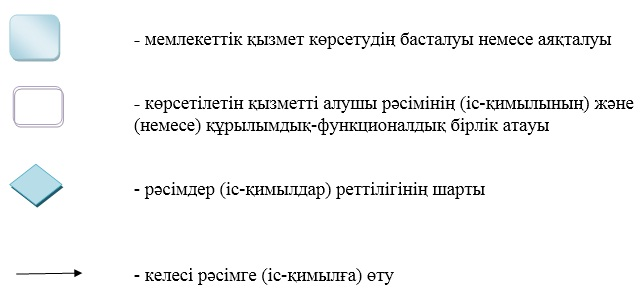 - мемлекеттік қызмет көрсетудің басталуы немесе аяқталуы
- көрсетілетін қызметті алушы рәсімінің (іс-қимылының) және
(немесе) құрылымдық-функционалдық бірлік атауы
- рәсімдер (іс-қимылдар) реттілігінің шарты
- келесі рәсімге (іс-қимылға) өту